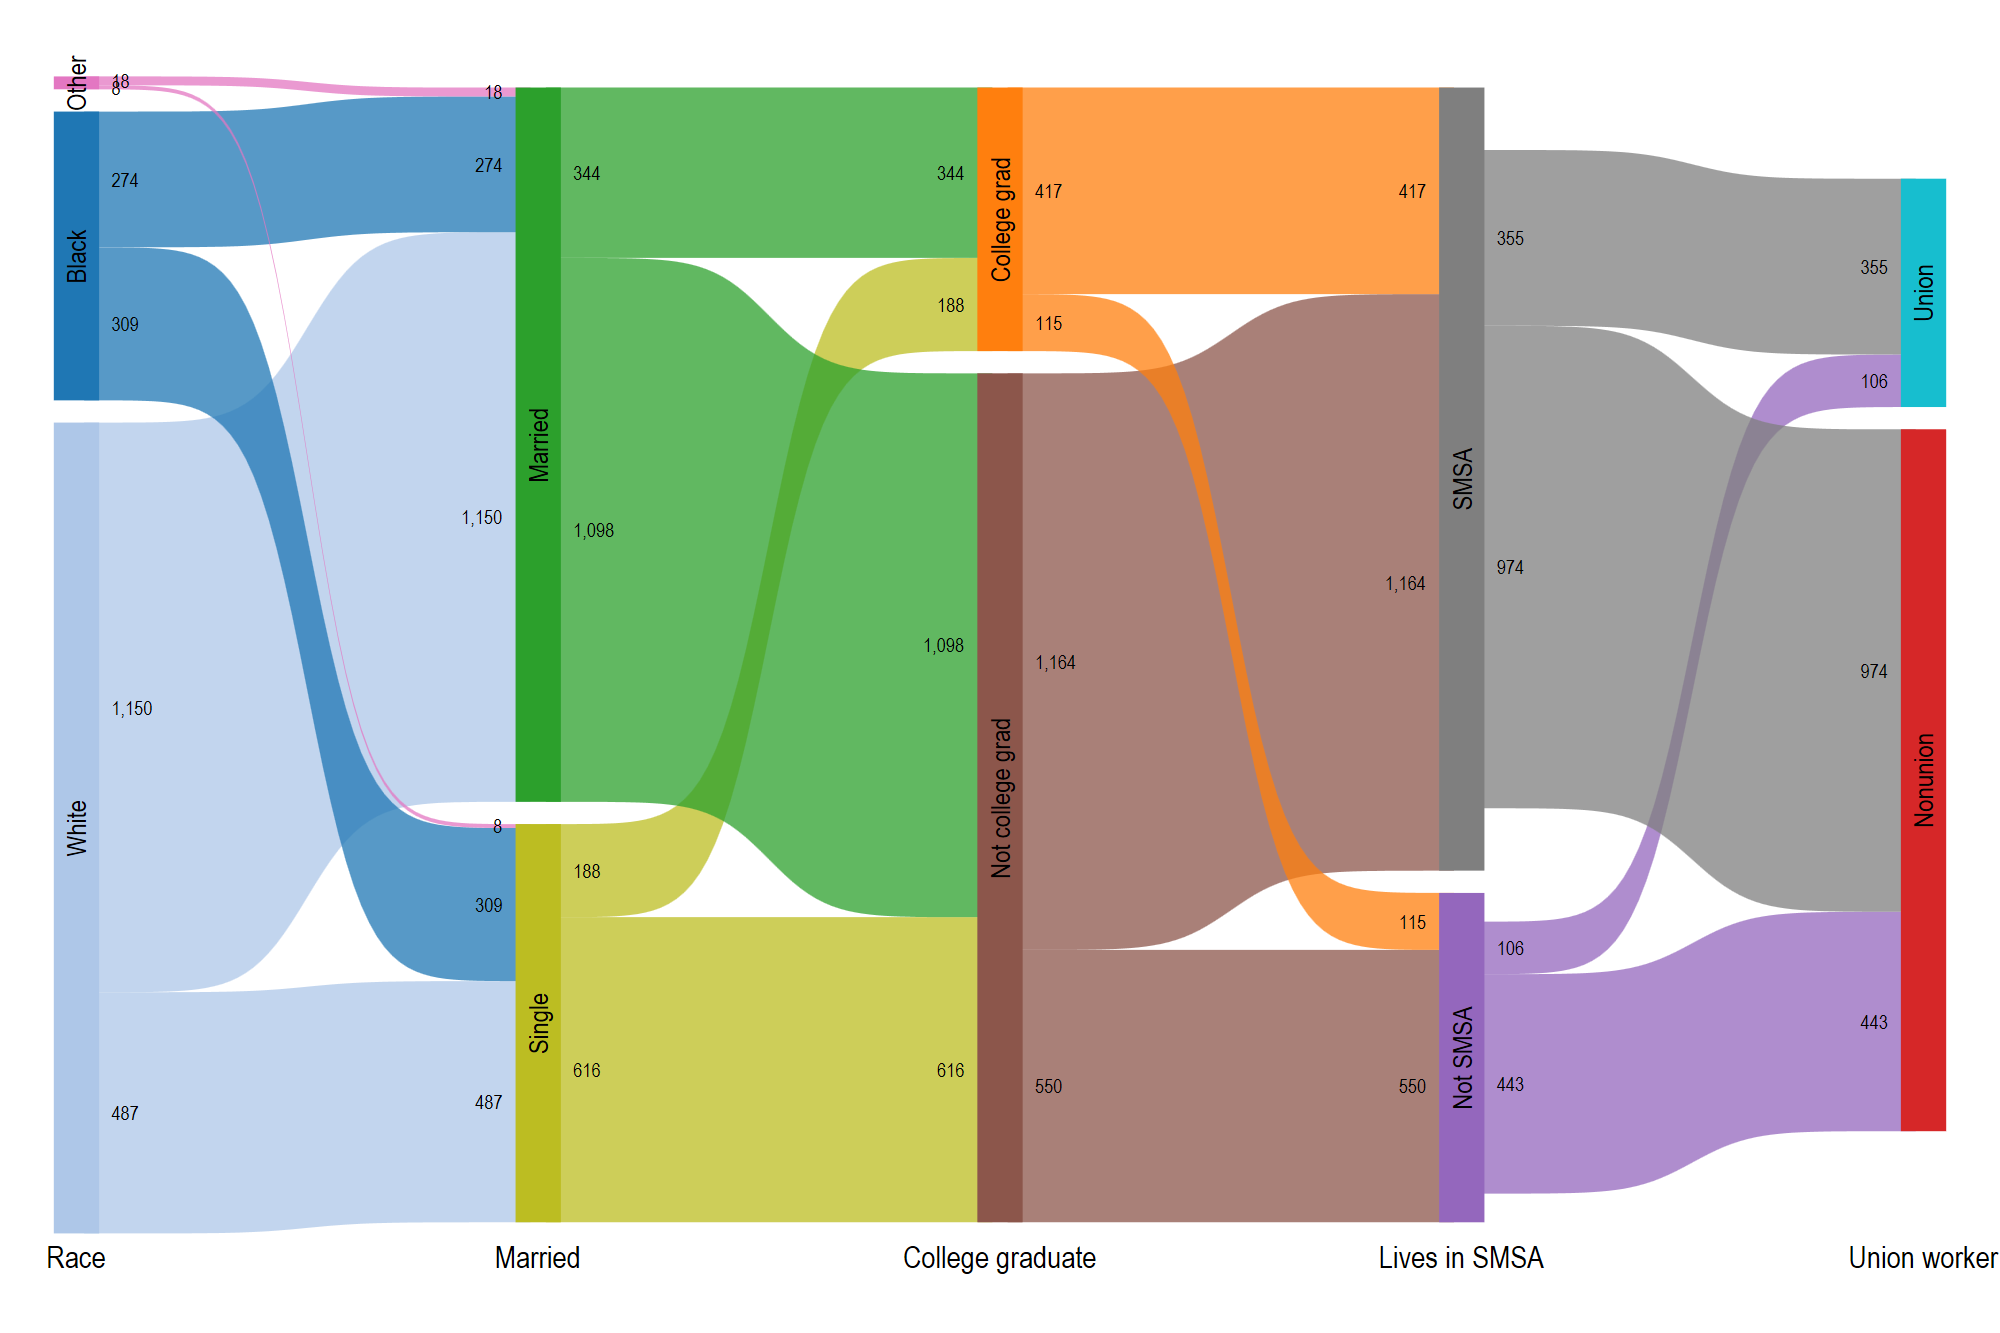 Other
18
8
Black
274
309
White
1,150
487
18
274
1,150
Married
344
1,098
8
309
487
Single
188
616
344
188
College grad
417
115
1,098
616
Not college grad
1,164
550
417
1,164
SMSA
355
974
115
550
Not SMSA
106
443
355
106
Union
974
443
Nonunion
Race
Married
College graduate
Lives in SMSA
Union worker